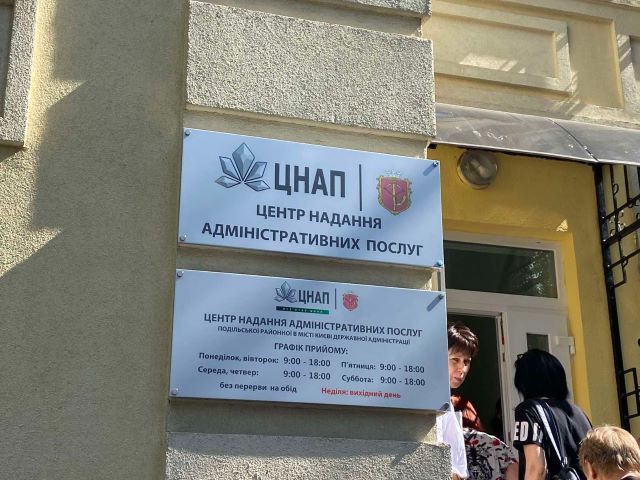 ЦНАП
ЦЕНТР НАДАННЯ
АДМІНІСТРАТИВНИХ ПОСЛУГ
ЦНАП
ЦЕНТР НАДАННЯ АДМІНІСТРАТИВНИХ ПОСЛУГ
ПОДІЛЬСЬКОЇ РАЙОННОЇ В МІСТІ КИЄВІ ДЕРЖАВНОЇ АДМІНІСТРАЦІЇ
ГРАФІК ПРИЙОМУ:
Понеділок, вівторок: 9:00 - 18:00 П'ятниця: 9:00 - 18:00
Середа, четвер: 9:00 - 18:00 Субота: 9:00 - 18:00
без перерви на обід Неділя: вихідний день